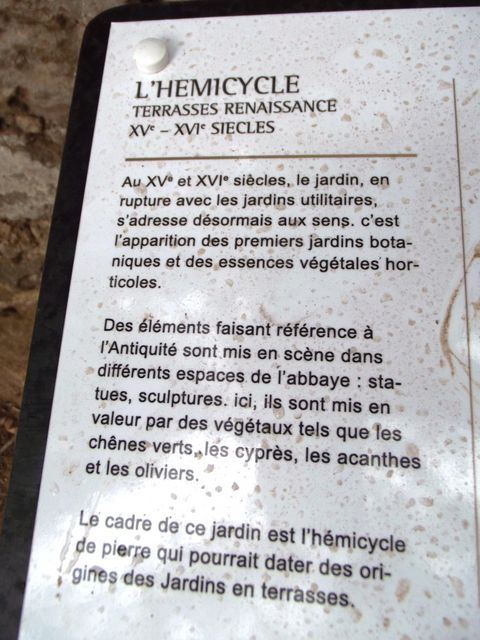 L'HEMICYCLE
TERRASSES RENAISSANCE
XVe – XVIe SIECLES
Au XVe et XVIe siècles, le jardin, en
rupture avec les jardins utilitaires,
s'adresse désormais aux sens. c'est
l'apparition des premiers jardins bota-
niques et des essences végétales hor-
ticoles.
Des éléments faisant référence à
l'Antiquité sont mis en scène dans
différents espaces de l'abbaye : sta-
tues, sculptures. ici, ils sont mis en
valeur par des végétaux tels que les
chênes verts, les cyprès, les acanthes
et les oliviers.
Le cadre de ce jardin est l'hémicycle
de pierre qui pourrait dater des ori-
gines des Jardins en terrasses.